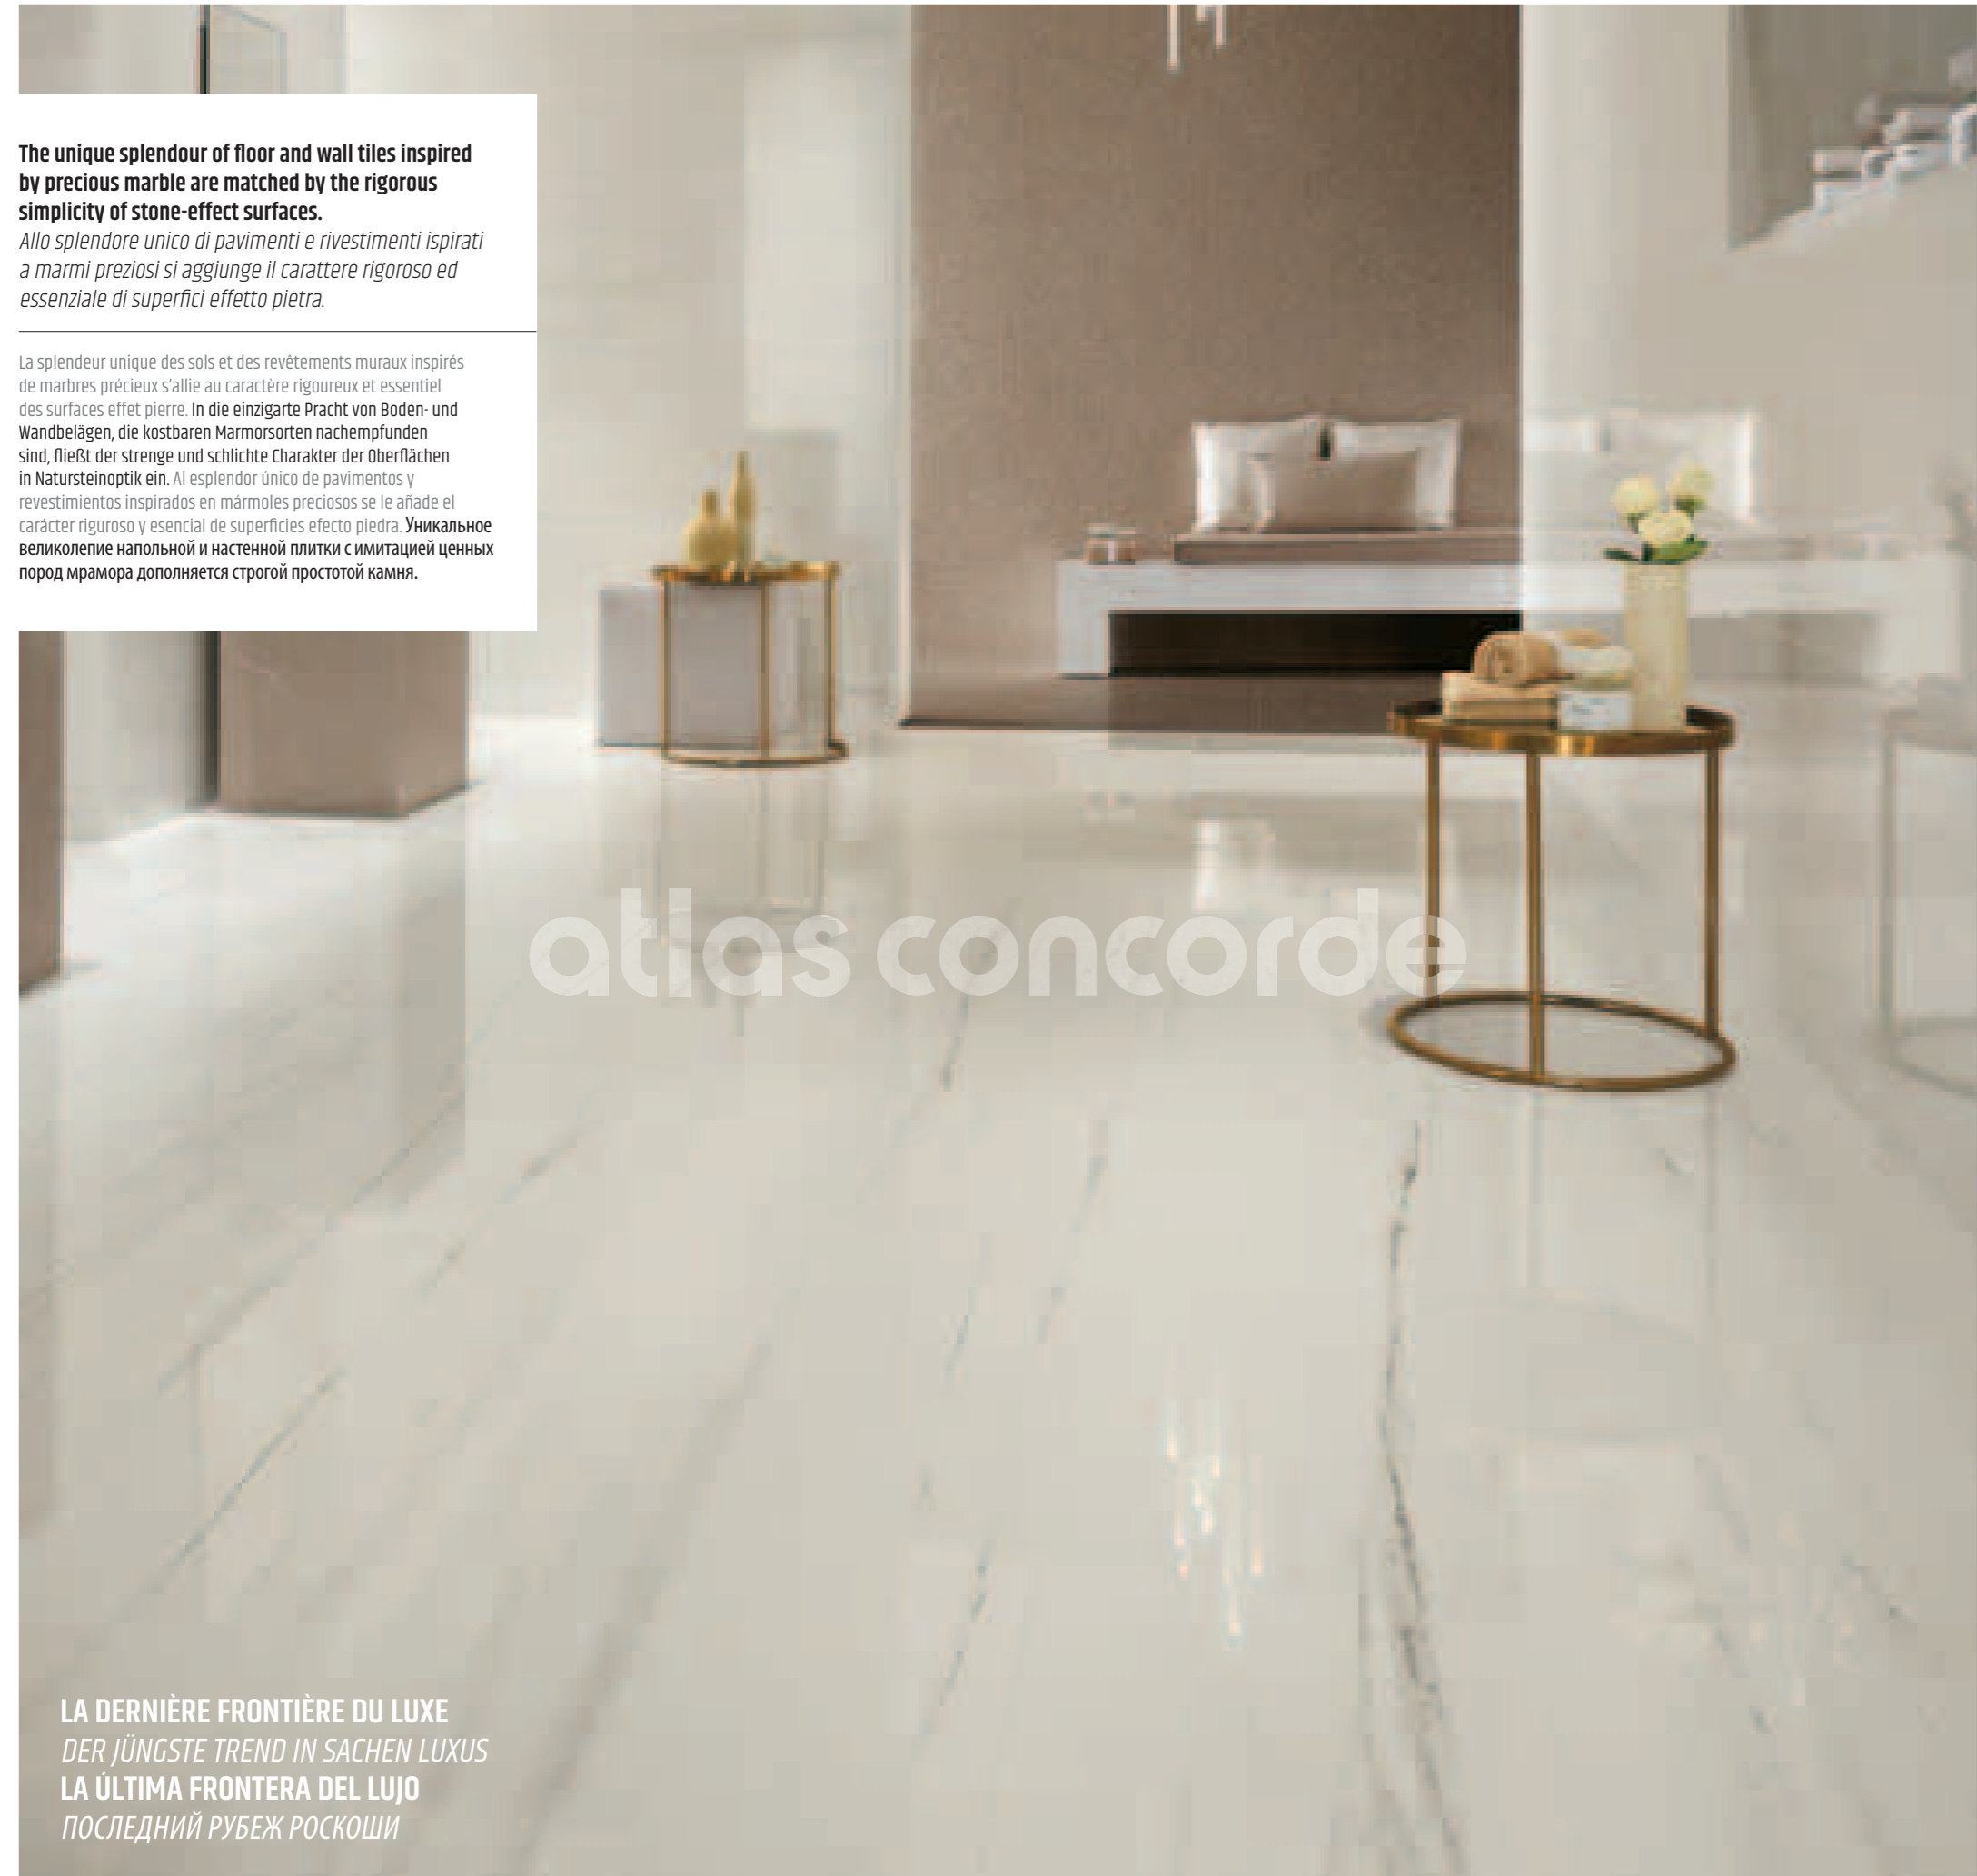 The unique splendour of floor and wall tiles inspired
by precious marble are matched by the rigorous
simplicity of stone-effect surfaces.
Allo splendore unico di pavimenti e rivestimenti ispirati
a marmi preziosi si aggiunge il carattere rigoroso ed
essenziale di superfici effetto pietra.
La splendeur unique des sols et des revêtements muraux inspirés
de marbres précieux s'allie au caractère rigoureux et essentiel
des surfaces effet pierre. In die einzigarte Pracht von Boden- und
Wandbelägen, die kostbaren Marmorsorten nachempfunden
sind, fließt der strenge und schlichte Charakter der Oberflächen
in Natursteinoptik ein. Al esplendor único de pavimentos y
revestimientos inspirados en mármoles preciosos se le añade el
carácter riguroso y esencial de superficies efecto piedra. Уникальное
великолепие напольной и настенной плитки с имитацией ценных
пород мрамора дополняется строгой простотой камня.
atlas concorde
LA DERNIÈRE FRONTIÈRE DU LUXE
DER JÜNGSTE TREND IN SACHEN LUXUS
LA ÚLTIMA FRONTERA DEL LUJO
ПОСЛЕДНИЙ РУБЕЖ РОСКОШИ